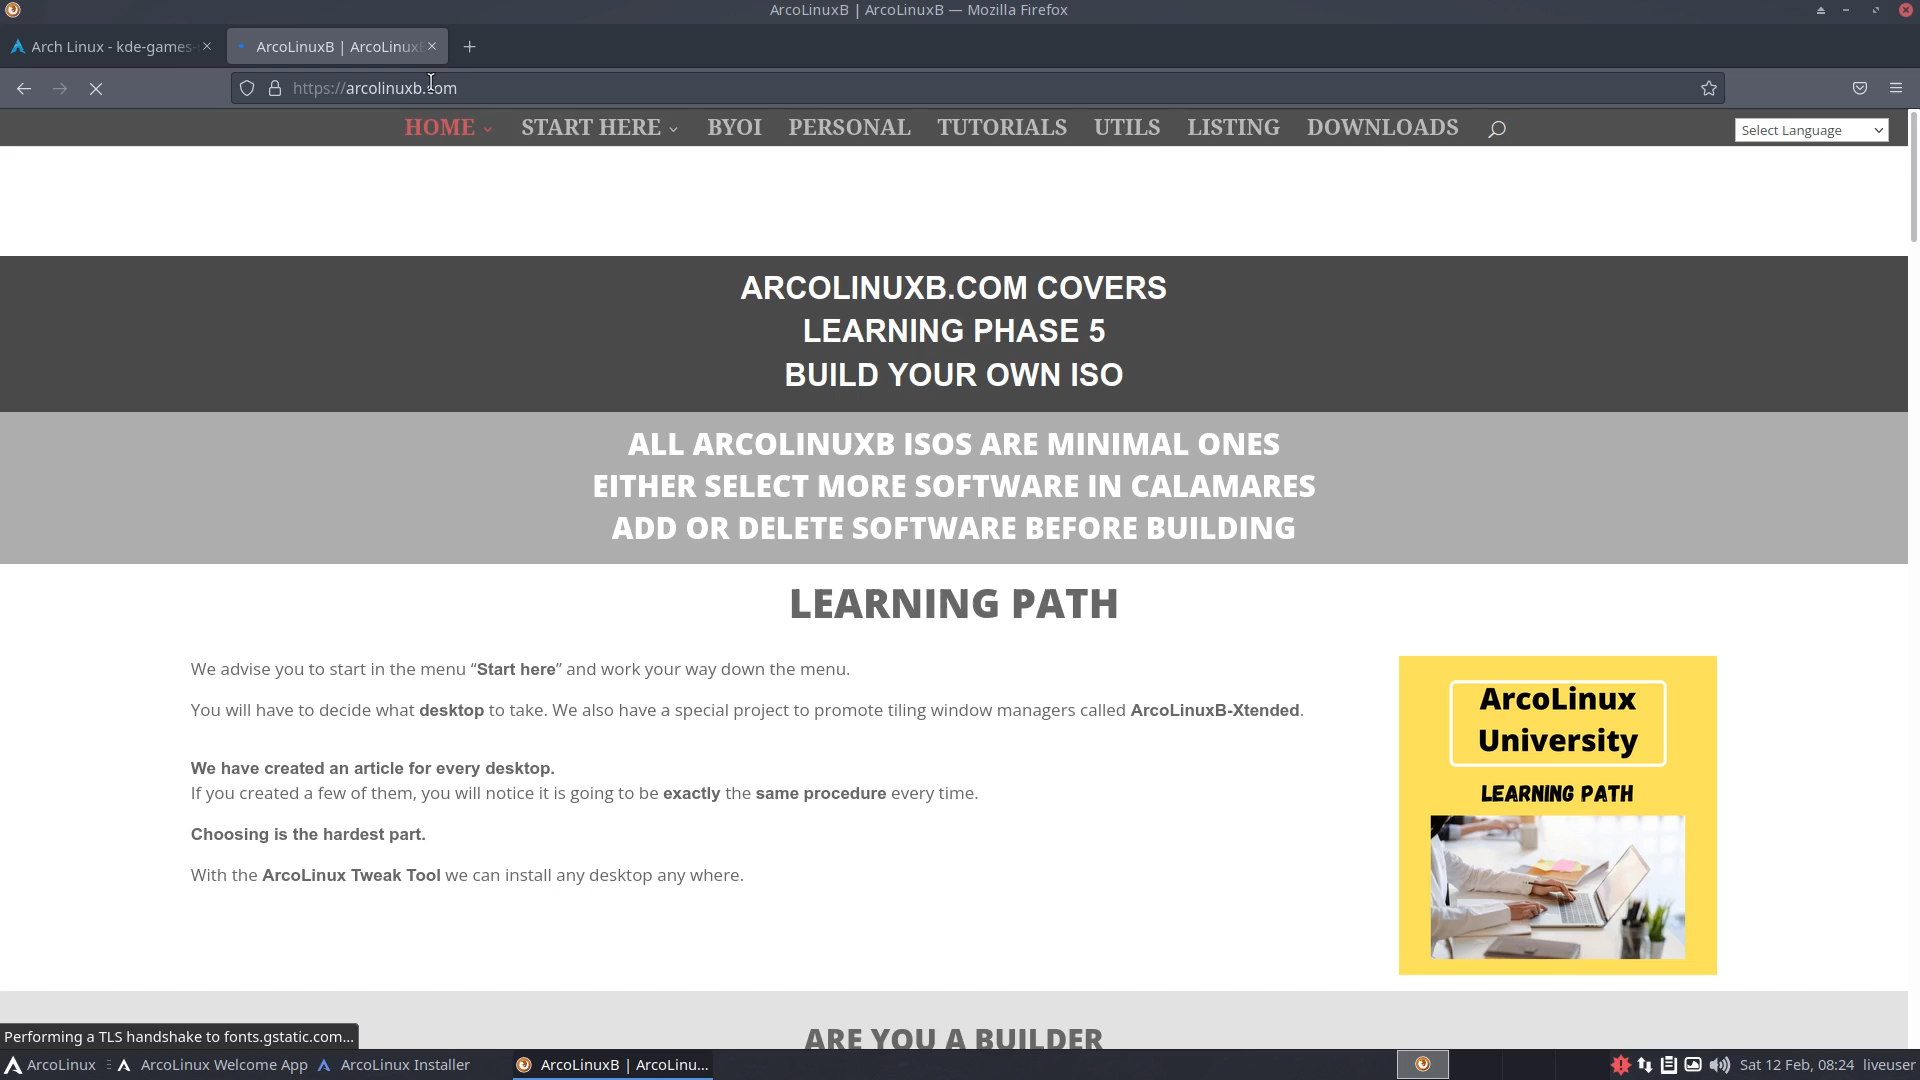 ArcoLinuxB | ArcoLinuxB — Mozilla Firefox
Arch Linux - kde-games-
ArcoLinuxB | ArcoLinuxB
https://arcolinuxb.com
HOME START HERE BYOI PERSONAL TUTORIALS UTILS LISTING DOWNLOADS
Select Language
ARCOLINUXB.COM COVERS
LEARNING PHASE 5
BUILD YOUR OWN ISO
ALL ARCOLINUXB ISOS ARE MINIMAL ONES
EITHER SELECT MORE SOFTWARE IN CALAMARES
ADD OR DELETE SOFTWARE BEFORE BUILDING
LEARNING PATH
We advise you to start in the menu “Start here” and work your way down the menu.
You will have to decide what desktop to take. We also have a special project to promote tiling window managers called ArcoLinuxB-Xtended.
We have created an article for every desktop.
If you created a few of them, you will notice it is going to be exactly the same procedure every time.
Choosing is the hardest part.
With the ArcoLinux Tweak Tool we can install any desktop any where.
ArcoLinux
University
LEARNING PATH
ARE YOU A BUILDER
Performing a TLS handshake to fonts.gstatic.com...
ArcoLinux
ArcoLinux Welcome App
ArcoLinux Installer
ArcoLinuxB | ArcoLinu...
Sat 12 Feb, 08:24
liveuser